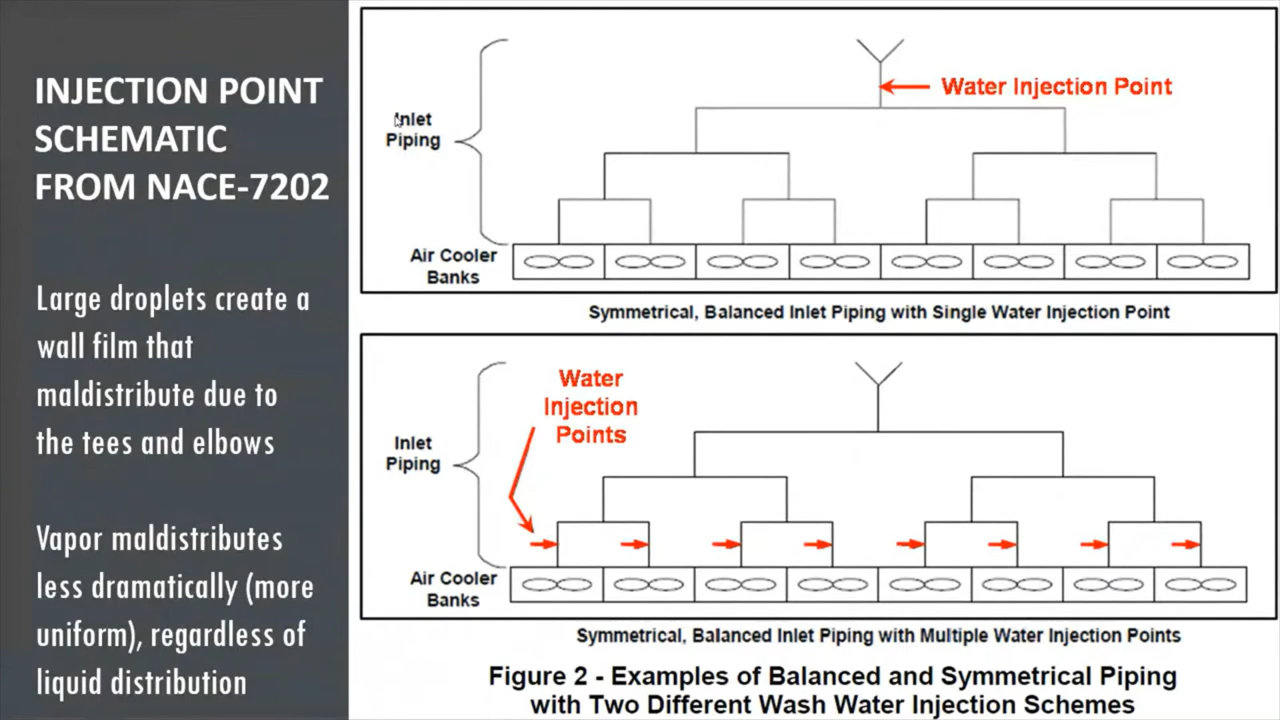 INJECTION POINT
SCHEMATIC
FROM NACE-7202
Large droplets create a
wall film that
maldistribute due to
the tees and elbows
Vapor maldistributes
less dramatically (more
uniform), regardless of
liquid distribution
Water Injection Point
Inlet
Piping
Air Cooler
Banks
Symmetrical, Balanced Inlet Piping with Single Water Injection Point
Water
Injection
Points
Inlet
Piping
Air Cooler
Banks
Symmetrical, Balanced Inlet Piping with Multiple Water Injection Points
Figure 2 - Examples of Balanced and Symmetrical Piping
with Two Different Wash Water Injection Schemes